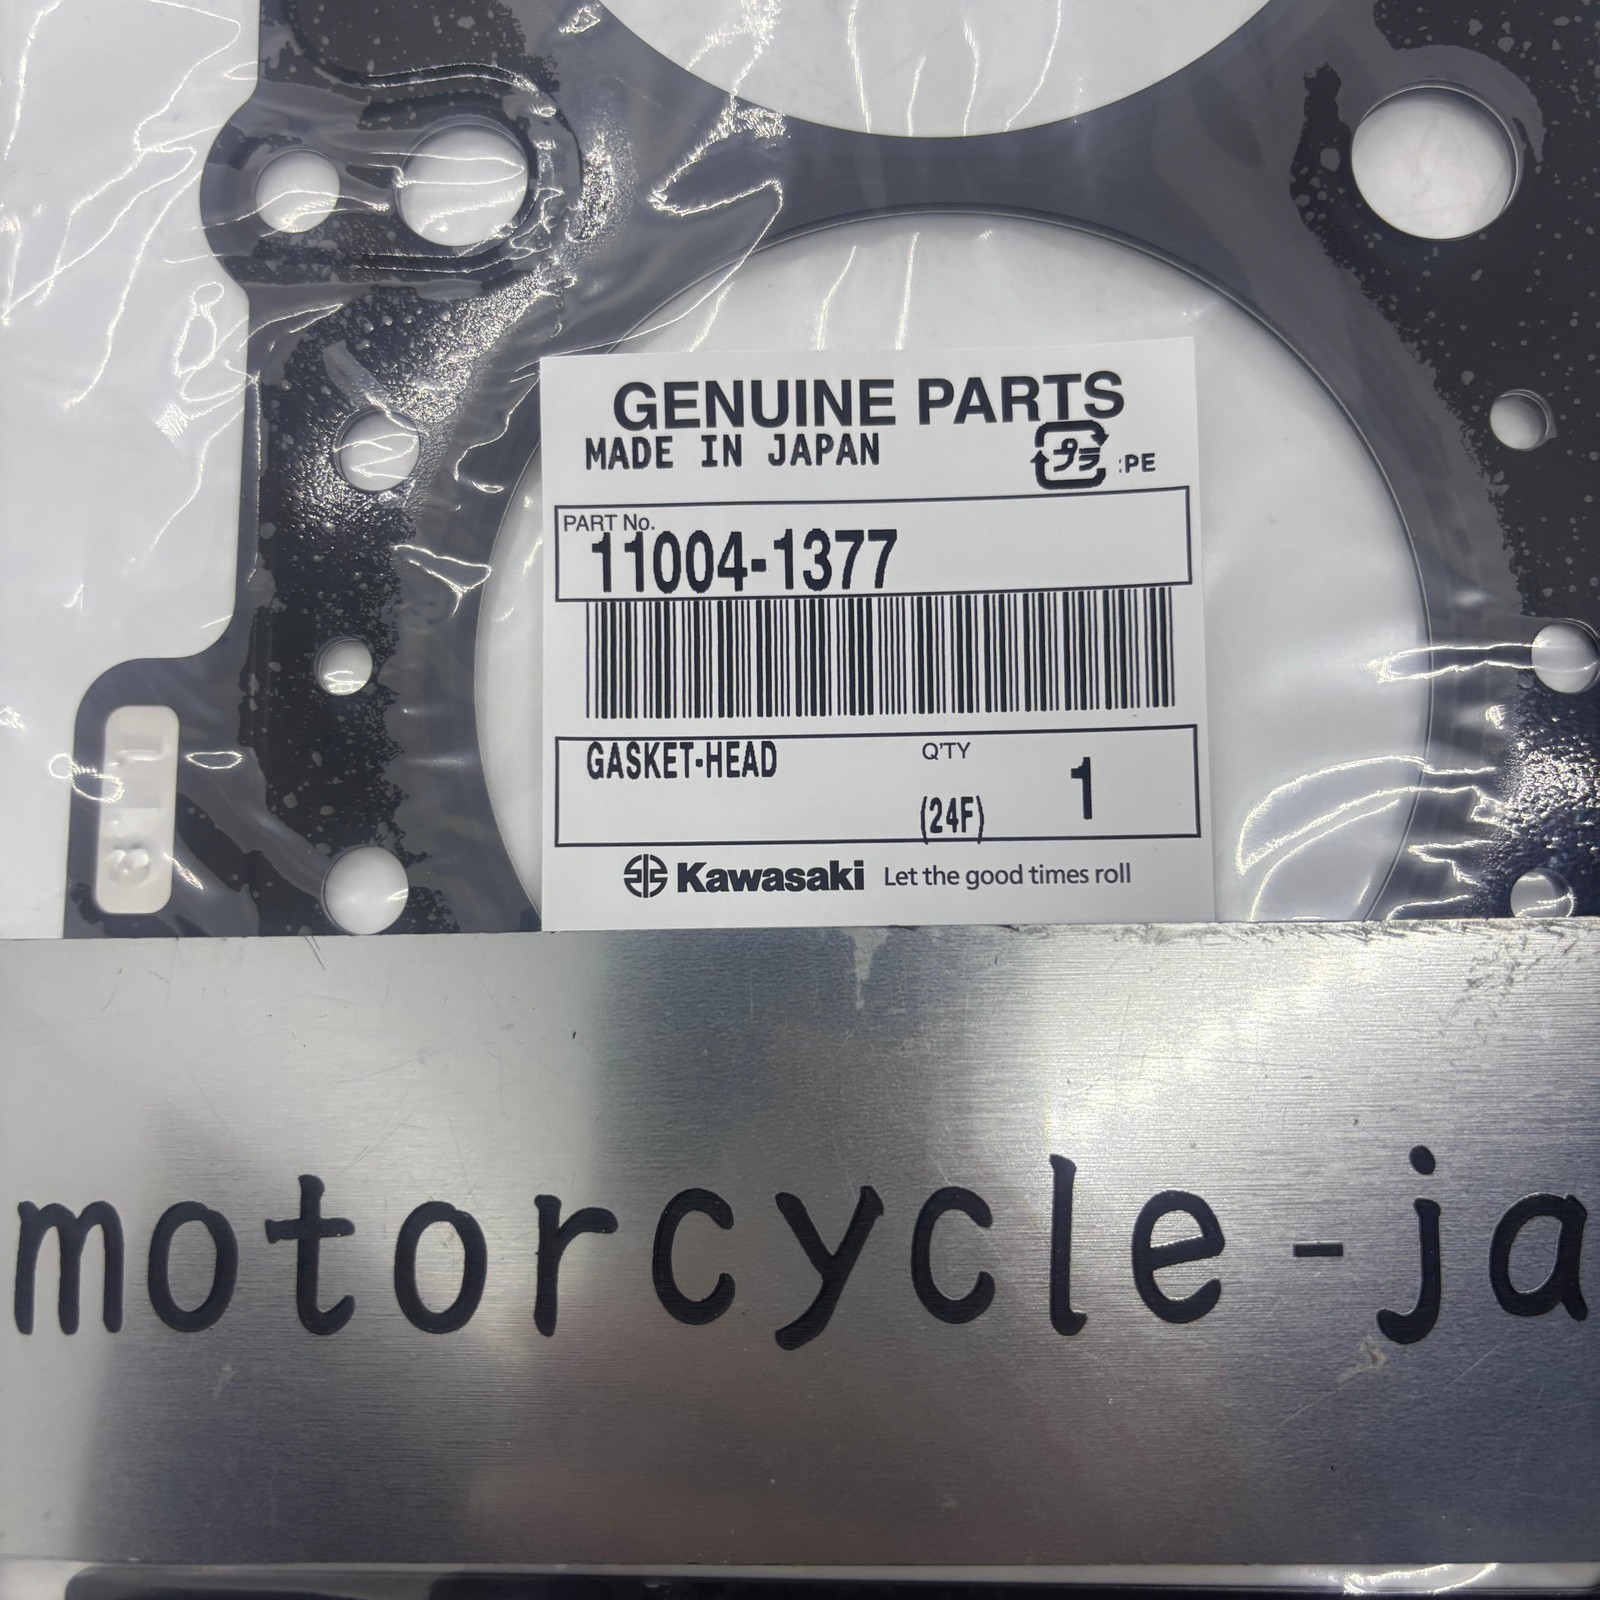 GENUINE PARTS
MADE IN JAPAN
プラ :PE
PART No.
11004-1377
GASKET-HEAD
Q'TY
1
(24F)
Kawasaki Let the good times roll
motorcycle-ja